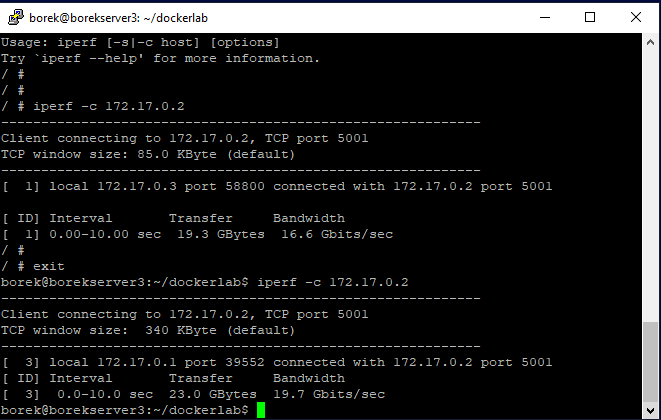 borek@borekserver3: ~/dockerlab
Usage: iperf [-s|-c host] [options]
Try `iperf --help' for more information.
/ #
/ #
/ # iperf -c 172.17.0.2
------------------------------------------------------------
Client connecting to 172.17.0.2, TCP port 5001
TCP window size: 85.0 KByte (default)
------------------------------------------------------------
[  1] local 172.17.0.3 port 58800 connected with 172.17.0.2 port 5001
[ ID] Interval       Transfer     Bandwidth
[  1] 0.00-10.00 sec  19.3 GBytes  16.6 Gbits/sec
/ #
/ # exit
borek@borekserver3:~/dockerlab$ iperf -c 172.17.0.2
------------------------------------------------------------
Client connecting to 172.17.0.2, TCP port 5001
TCP window size:  340 KByte (default)
------------------------------------------------------------
[  3] local 172.17.0.1 port 39552 connected with 172.17.0.2 port 5001
[ ID] Interval       Transfer     Bandwidth
[  3]  0.0-10.0 sec  23.0 GBytes  19.7 Gbits/sec
borek@borekserver3:~/dockerlab$